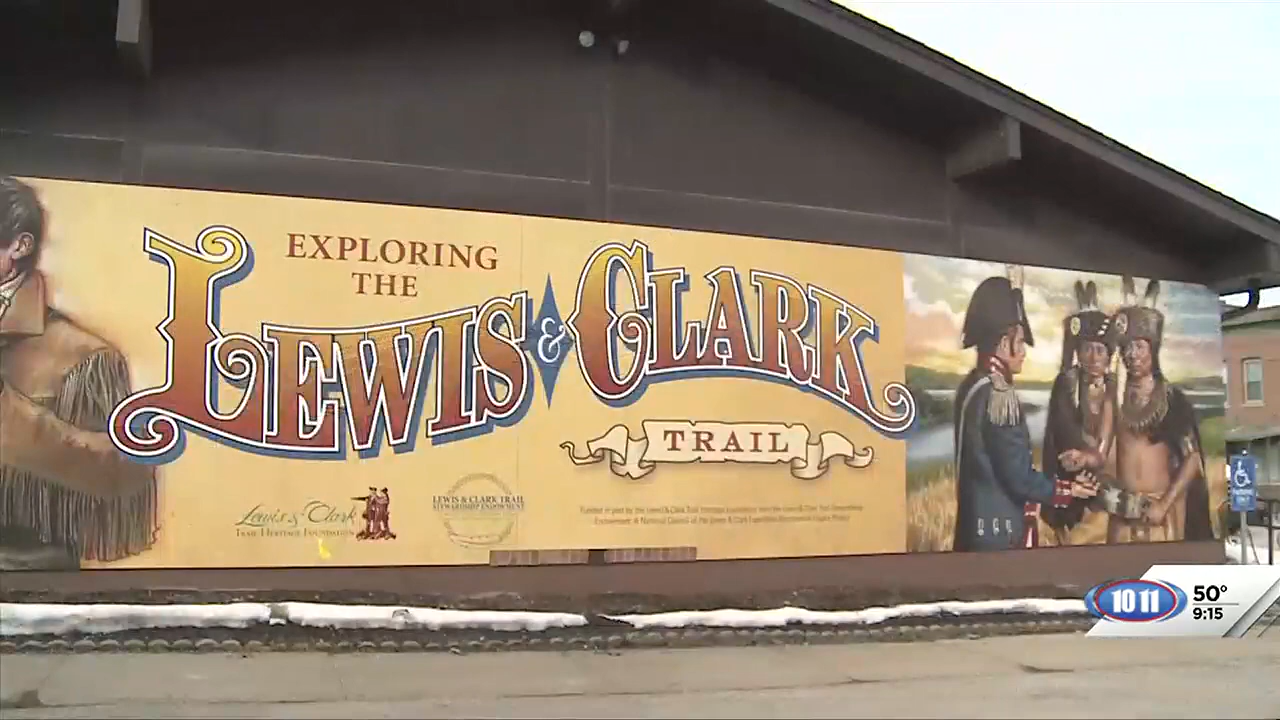 EXPLORING
THE
LEWIS & CLARK
TRAIL
Lewis & Clark
TRAIL HERITAGE FOUNDATION
LEWIS & CLARK TRAIL
STEWARDSHIP ENDOWMENT
PARKING
10 11
50°
9:15